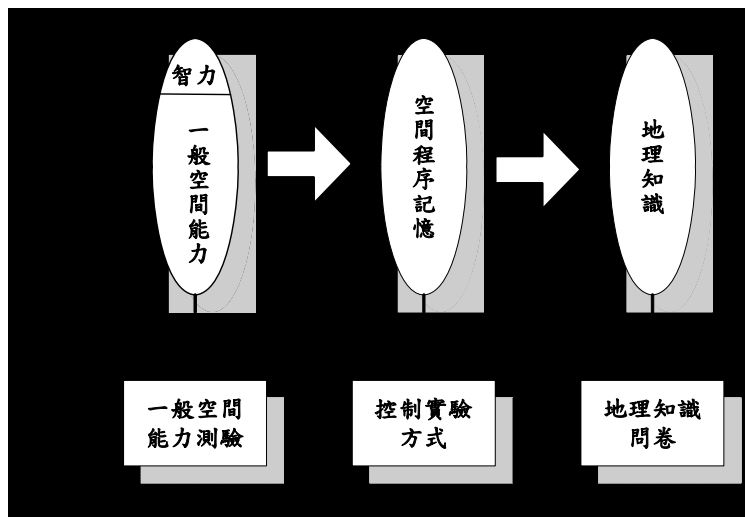 智力
一般空間能力
空間程序記憶
地理知識
一般空間
能力測驗
控制實驗
方式
地理知識
問卷